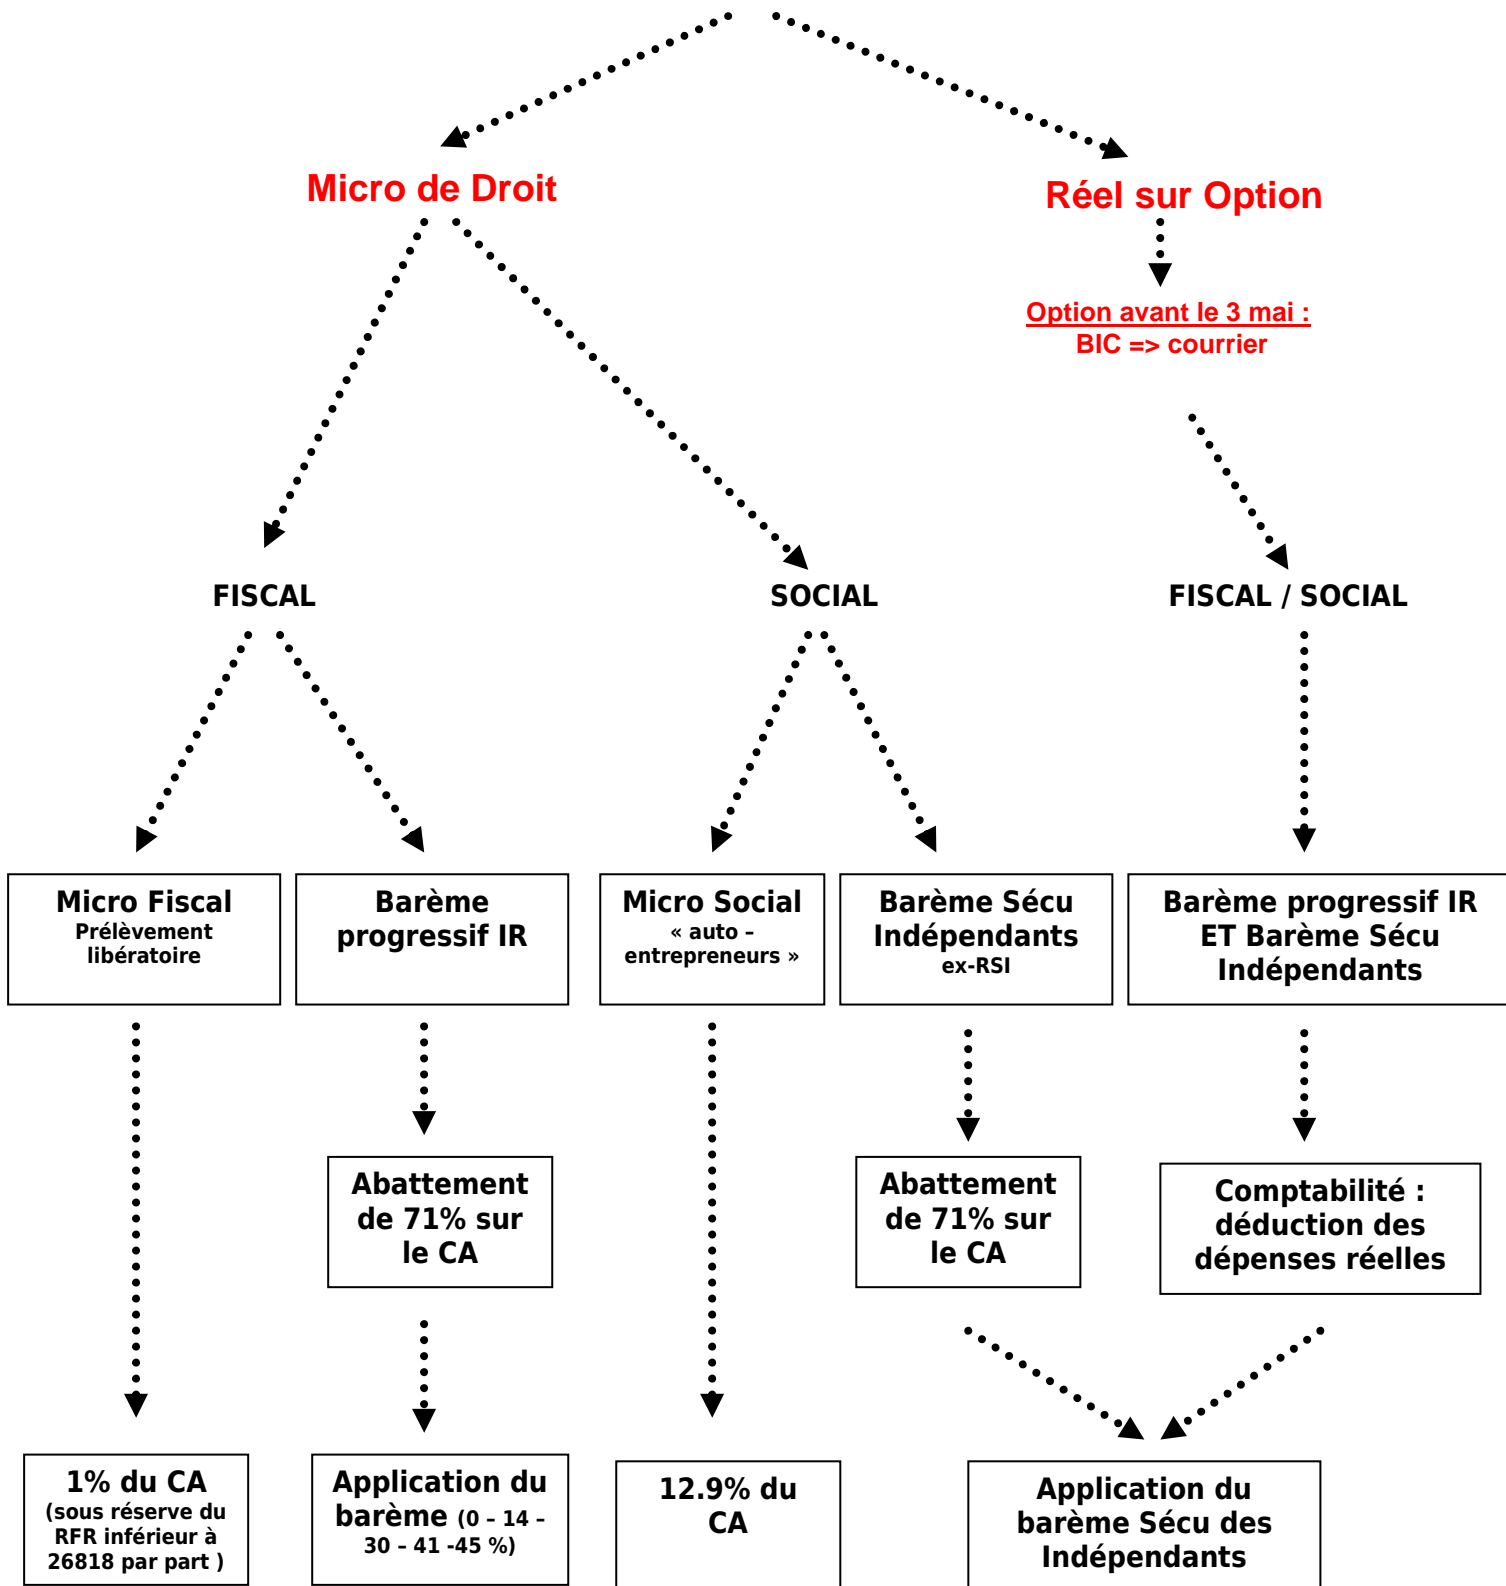 Micro de Droit
Réel sur Option
Option avant le 3 mai :
BIC => courrier
FISCAL
SOCIAL
FISCAL / SOCIAL
Micro Fiscal
Prélèvement
libératoire
Barème
progressif IR
Micro Social
« auto –
entrepreneurs »
Barème Sécu
Indépendants
ex-RSI
Barème progressif IR
ET Barème Sécu
Indépendants
Abattement
de 71% sur
le CA
Abattement
de 71% sur
le CA
Comptabilité :
déduction des
dépenses réelles
1% du CA
(sous réserve du
RFR inférieur à
26818 par part )
Application du
barème (0 – 14 –
30 – 41 -45 %)
12.9% du
CA
Application du
barème Sécu des
Indépendants